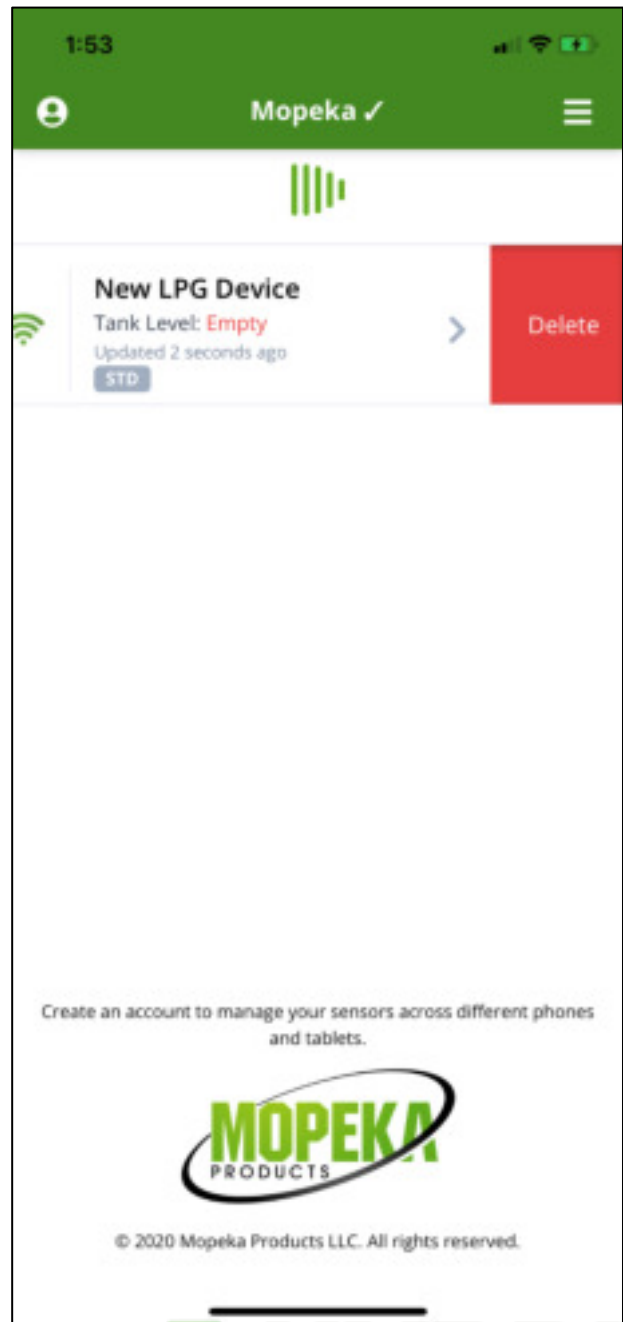 1:53
Mopeka ✓
New LPG Device
Tank Level: Empty
Delete
Updated 2 seconds ago
STD
Create an account to manage your sensors across different phones
and tablets.
MOPEKA
PRODUCTS
© 2020 Mopeka Products LLC. All rights reserved.